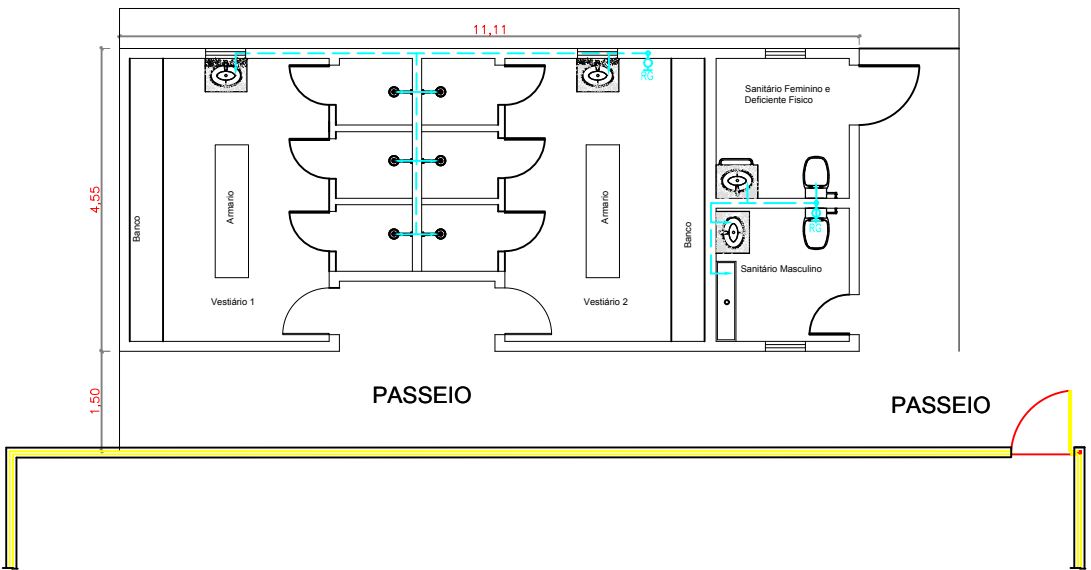 11,11
Sanitário Feminino e
Deficiente Fisico
4,55
Banco
Armario
Armario
Banco
RG
RG
Sanitário Masculino
Vestiário 1
Vestiário 2
1,50
PASSEIO
PASSEIO